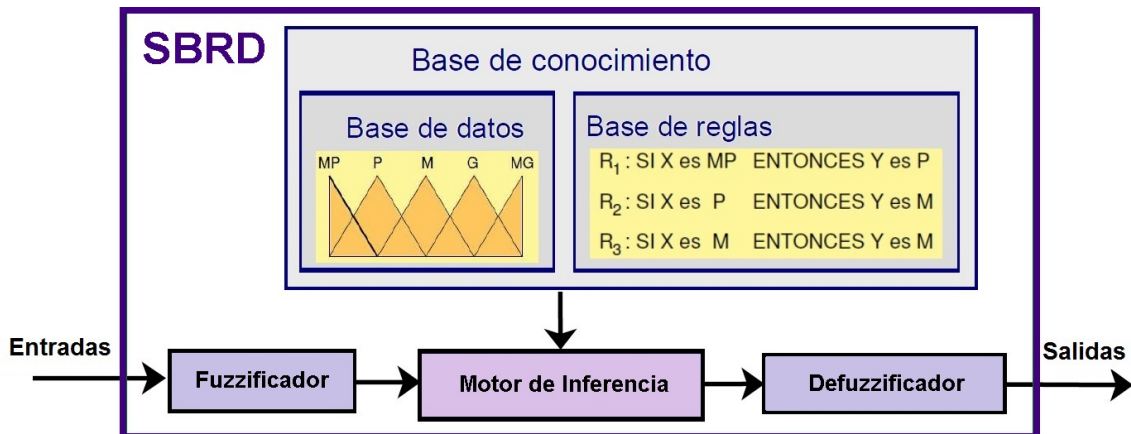 SBRD
Base de conocimiento
Base de datos
MP P M G MG
Base de reglas
R1 : SI X es MP ENTONCES Y es P
R2 : SI X es P ENTONCES Y es M
R3 : SI X es M ENTONCES Y es M
Entradas
Fuzzificador
Motor de Inferencia
Defuzzificador
Salidas